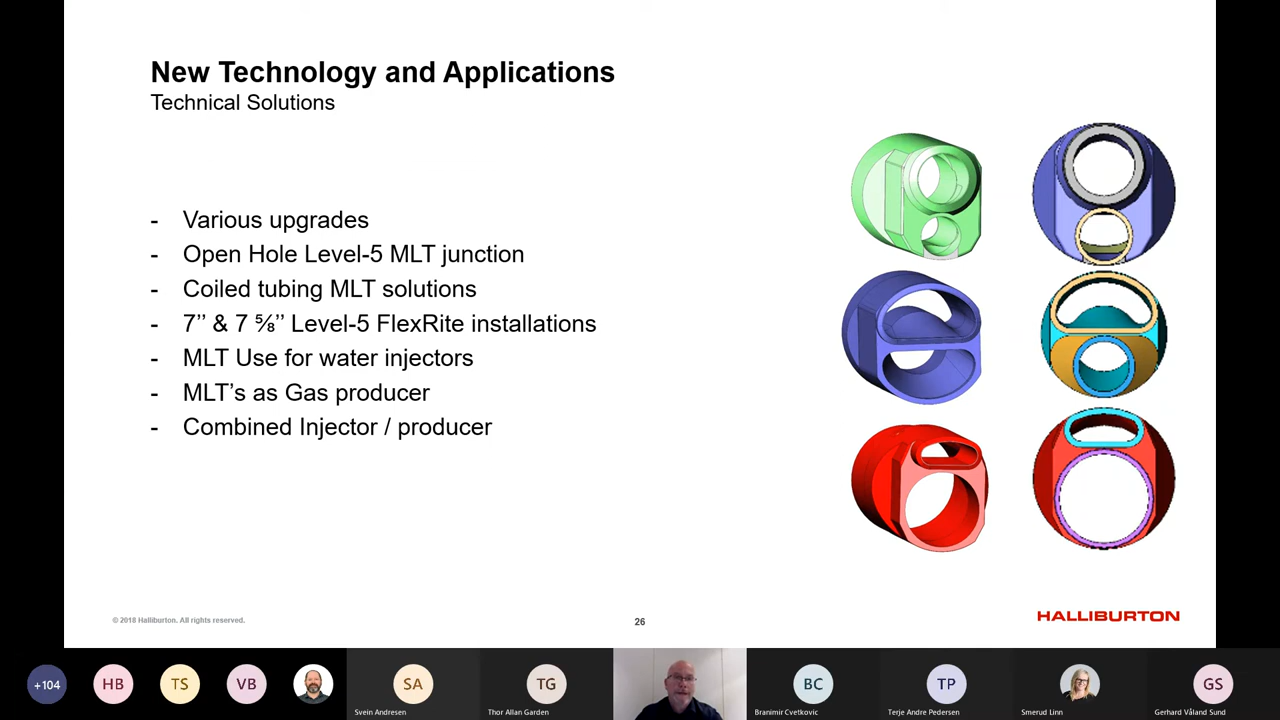 New Technology and Applications
Technical Solutions
- Various upgrades
- Open Hole Level-5 MLT junction
- Coiled tubing MLT solutions
- 7’’ & 7 ⅝’’ Level-5 FlexRite installations
- MLT Use for water injectors
- MLT’s as Gas producer
- Combined Injector / producer
© 2018 Halliburton. All rights reserved.
26
HALLIBURTON
+104
HB
TS
VB
SA
TG
BC
TP
GS
Svein Andresen
Thor Allan Garden
Branimir Cvetkovic
Terje Andre Pedersen
Smerud Linn
Gerhard Våland Sund